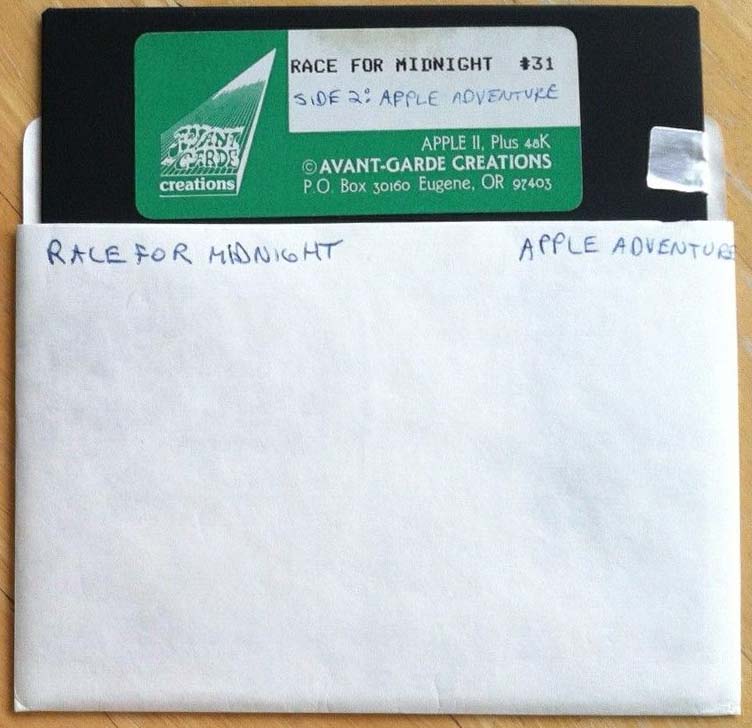 RACE FOR MIDNIGHT #31
SIDE 2: APPLE ADVENTURE
AVANT GARDE
creations
APPLE II, Plus 48K
© AVANT-GARDE CREATIONS
P.O. Box 30160 Eugene, OR 97403
RACE FOR MIDNIGHT APPLE ADVENTURE